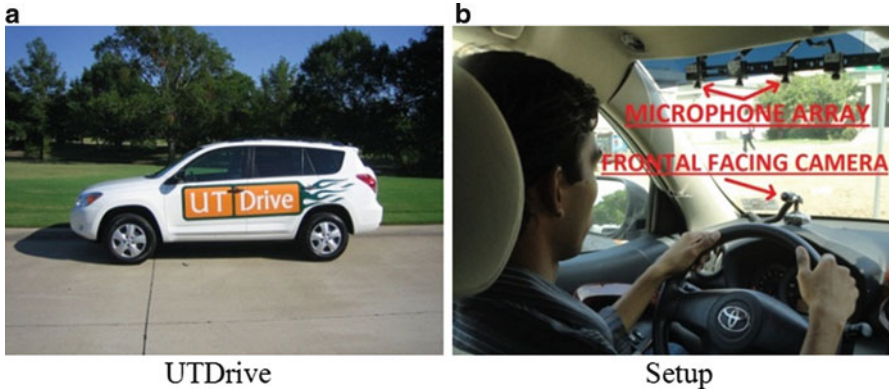 a
b
MICROPHONE ARRAY
FRONTAL FACING CAMERA
UT Drive
UTDrive
Setup